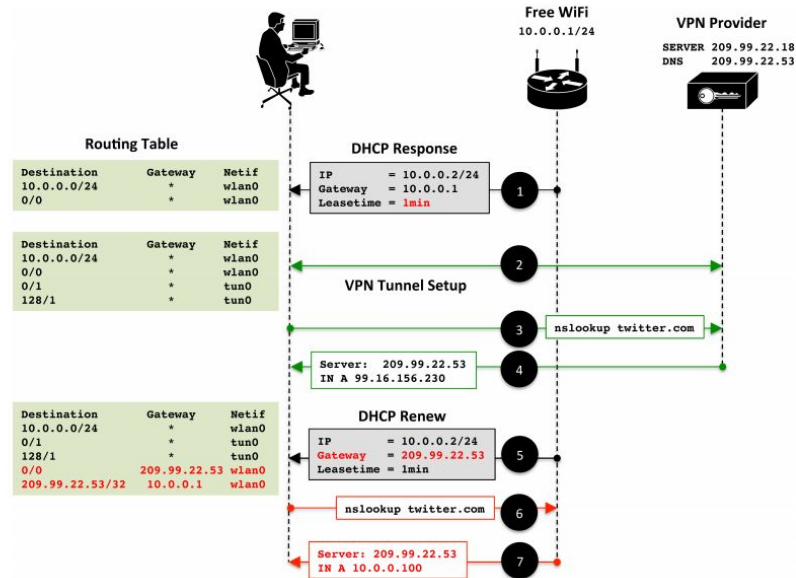 Free WiFi
10.0.0.1/24
VPN Provider
SERVER 209.99.22.18
DNS 209.99.22.53
Routing Table
Destination Gateway Netif
10.0.0.0/24 * wlan0
0/0 * wlan0
DHCP Response
IP = 10.0.0.2/24
Gateway = 10.0.0.1
Leasetime = 1min
1
Destination Gateway Netif
10.0.0.0/24 * wlan0
0/0 * wlan0
0/1 * tun0
128/1 * tun0
2
VPN Tunnel Setup
3
nslookup twitter.com
Server: 209.99.22.53
IN A 99.16.156.230
4
Destination Gateway Netif
10.0.0.0/24 * wlan0
0/1 * tun0
128/1 * tun0
0/0 209.99.22.53 wlan0
209.99.22.53/32 10.0.0.1 wlan0
DHCP Renew
IP = 10.0.0.2/24
Gateway = 209.99.22.53
Leasetime = 1min
5
nslookup twitter.com
6
Server: 209.99.22.53
IN A 10.0.0.100
7